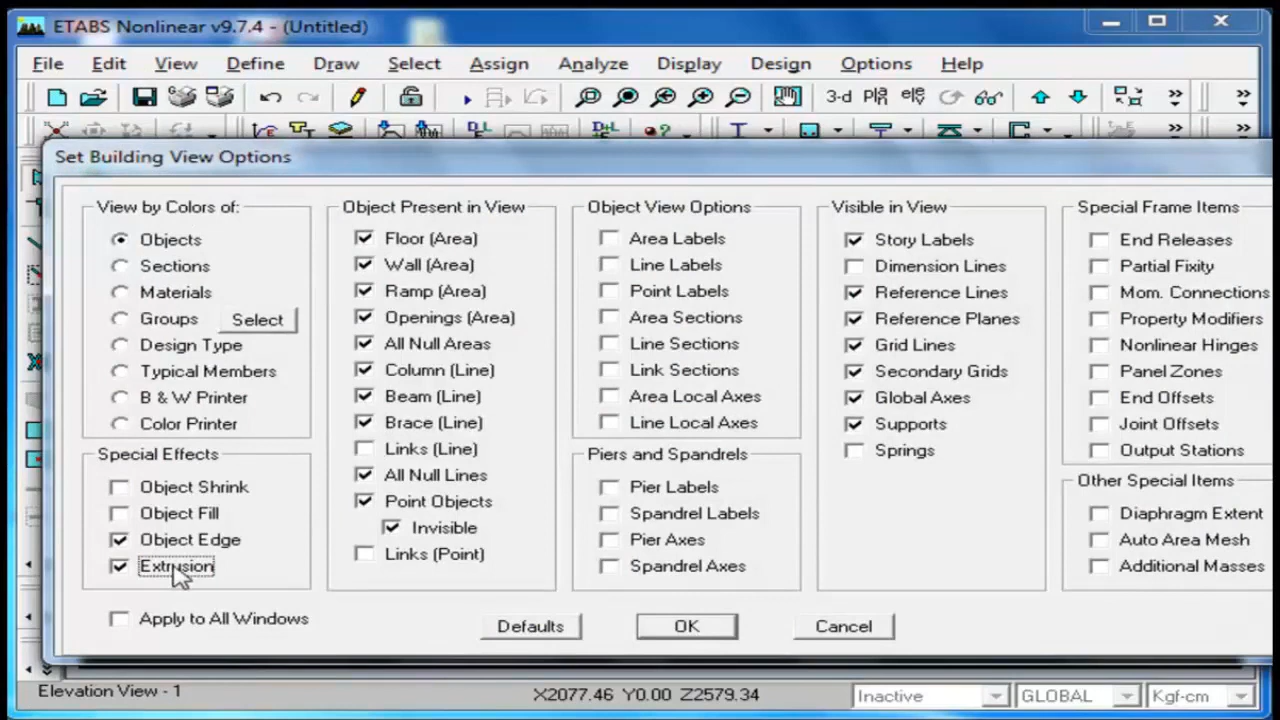 ETABS Nonlinear v9.7.4 - (Untitled)
File Edit View Define Draw Select Assign Analyze Display Design Options Help
3-d
Set Building View Options
View by Colors of:
Objects
Sections
Materials
Groups Select
Design Type
Typical Members
B & W Printer
Color Printer
Special Effects
Object Shrink
Object Fill
Object Edge
Extrusion
Apply to All Windows
Object Present in View
Floor (Area)
Wall (Area)
Ramp (Area)
Openings (Area)
All Null Areas
Column (Line)
Beam (Line)
Brace (Line)
Links (Line)
All Null Lines
Point Objects
Invisible
Links (Point)
Object View Options
Area Labels
Line Labels
Point Labels
Area Sections
Line Sections
Link Sections
Area Local Axes
Line Local Axes
Piers and Spandrels
Pier Labels
Spandrel Labels
Pier Axes
Spandrel Axes
Visible in View
Story Labels
Dimension Lines
Reference Lines
Reference Planes
Grid Lines
Secondary Grids
Global Axes
Supports
Springs
Special Frame Items
End Releases
Partial Fixity
Mom. Connections
Property Modifiers
Nonlinear Hinges
Panel Zones
End Offsets
Joint Offsets
Output Stations
Other Special Items
Diaphragm Extent
Auto Area Mesh
Additional Masses
Defaults OK Cancel
Elevation View - 1 X2077.46 Y0.00 Z2579.34 Inactive GLOBAL Kgf-cm